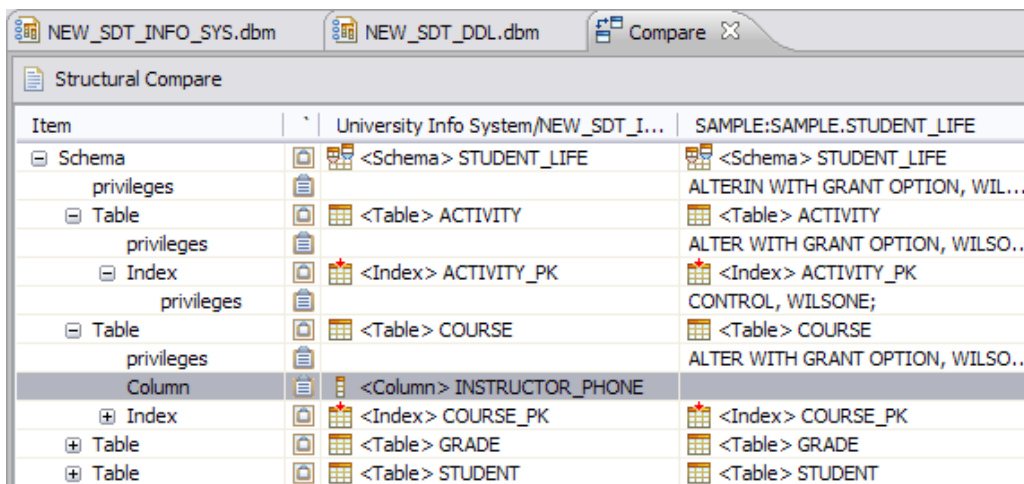 NEW_SDT_INFO_SYS.dbm NEW_SDT_DDL.dbm Compare
Structural Compare
Item ` University Info System/NEW_SDT_I... SAMPLE:SAMPLE.STUDENT_LIFE
Schema <Schema> STUDENT_LIFE <Schema> STUDENT_LIFE
privileges ALTERIN WITH GRANT OPTION, WIL...
Table <Table> ACTIVITY <Table> ACTIVITY
privileges ALTER WITH GRANT OPTION, WILSO...
Index <Index> ACTIVITY_PK <Index> ACTIVITY_PK
privileges CONTROL, WILSONE;
Table <Table> COURSE <Table> COURSE
privileges ALTER WITH GRANT OPTION, WILSO...
Column <Column> INSTRUCTOR_PHONE
Index <Index> COURSE_PK <Index> COURSE_PK
Table <Table> GRADE <Table> GRADE
Table <Table> STUDENT <Table> STUDENT